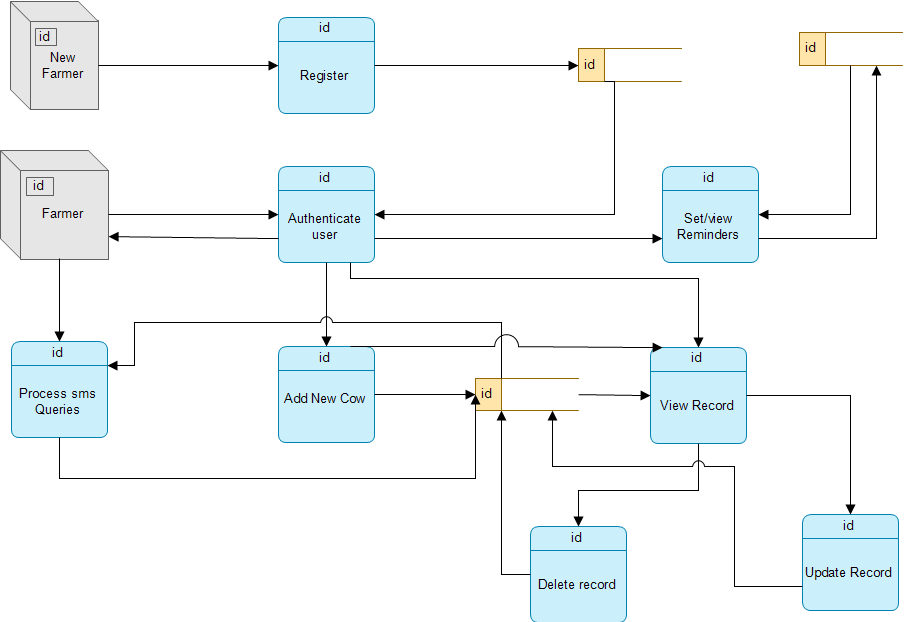 id
New
Farmer
id
Register
id
id
id
Farmer
id
Authenticate
user
id
Set/view
Reminders
id
Process sms
Queries
id
Add New Cow
id
id
View Record
id
Delete record
id
Update Record